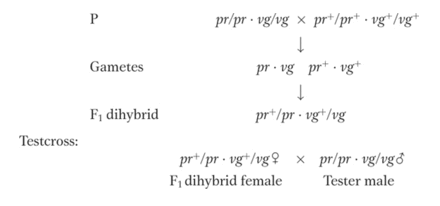 P pr/pr · vg/vg × pr⁺/pr⁺ · vg⁺/vg⁺
↓
Gametes pr · vg pr⁺ · vg⁺
↓
F₁ dihybrid pr⁺/pr · vg⁺/vg
Testcross:
pr⁺/pr · vg⁺/vg♀ × pr/pr · vg/vg♂
F₁ dihybrid female Tester male